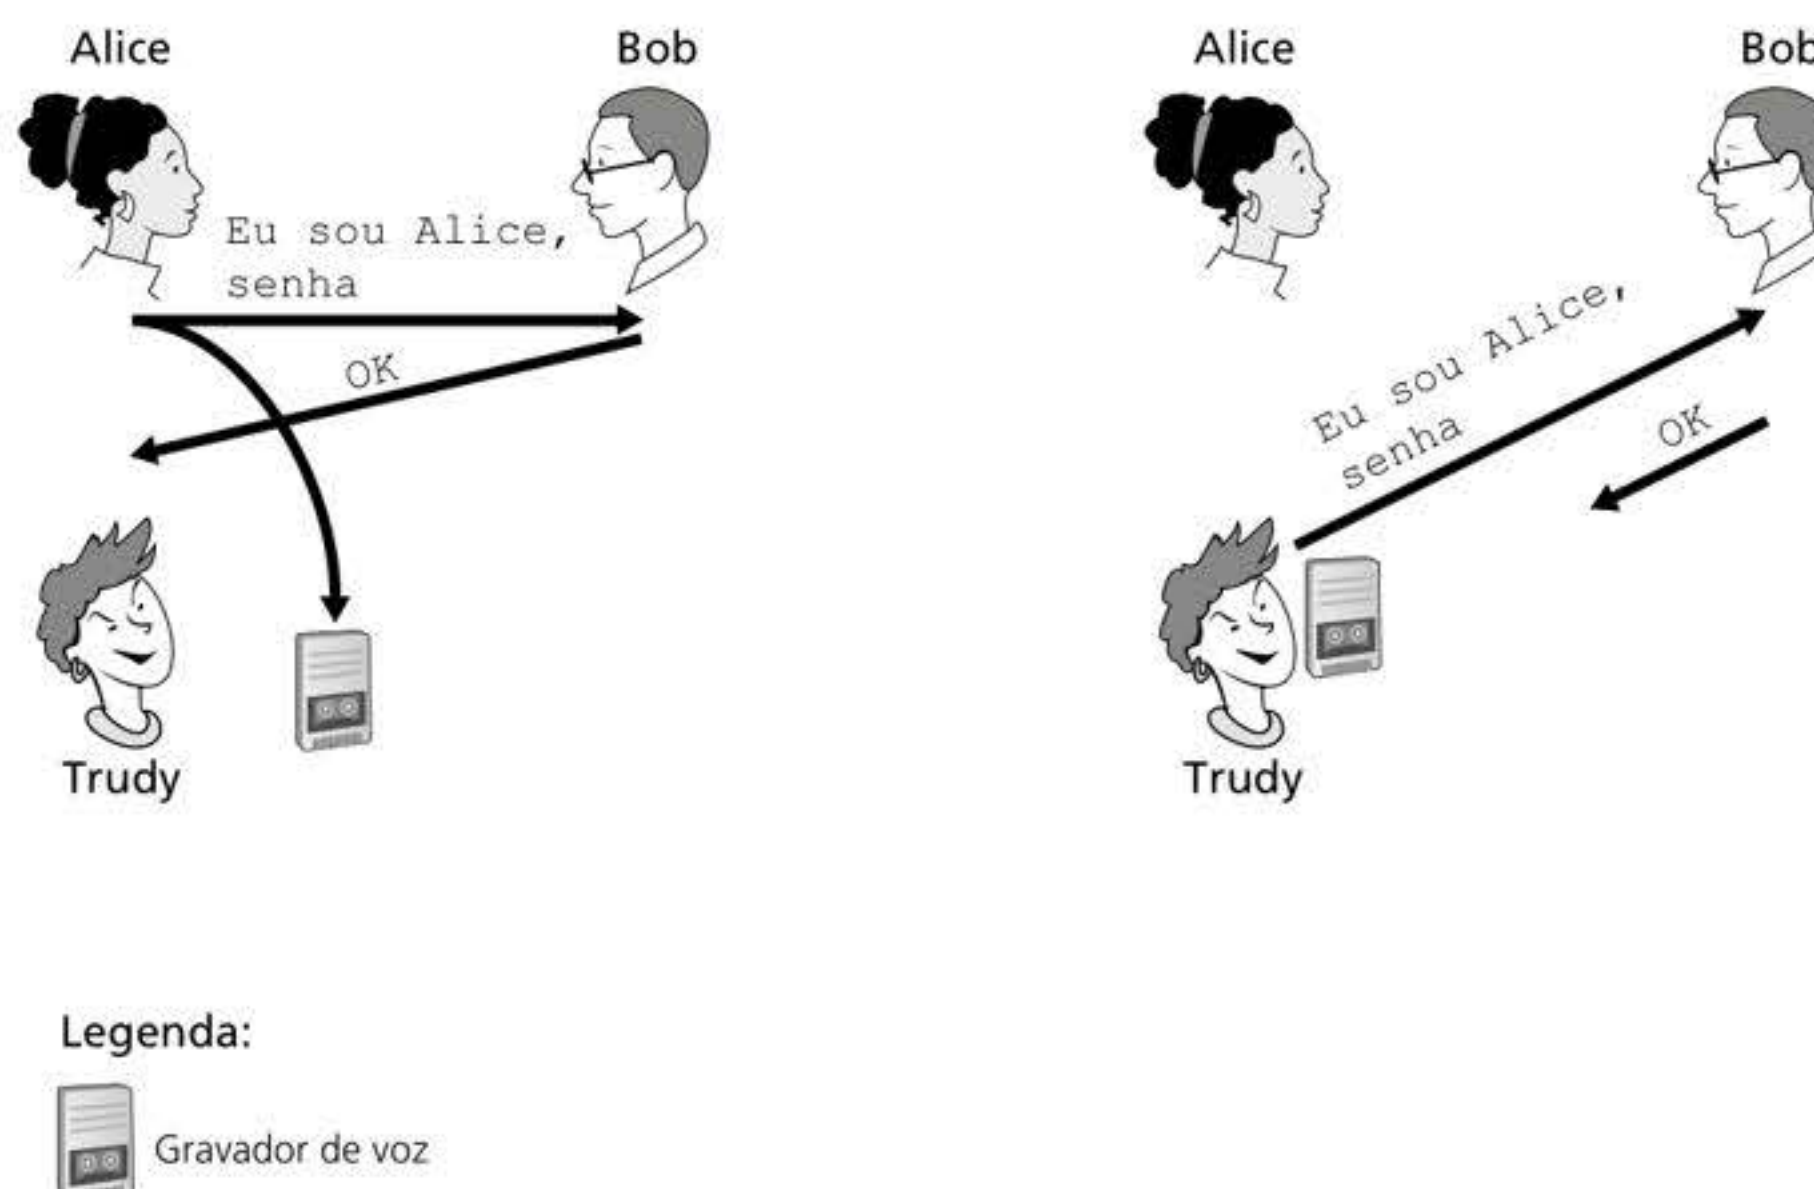 Alice
Bob
Eu sou Alice,
senha
OK
Trudy
Alice
Bob
Eu sou Alice,
senha
OK
Trudy
Legenda:
Gravador de voz